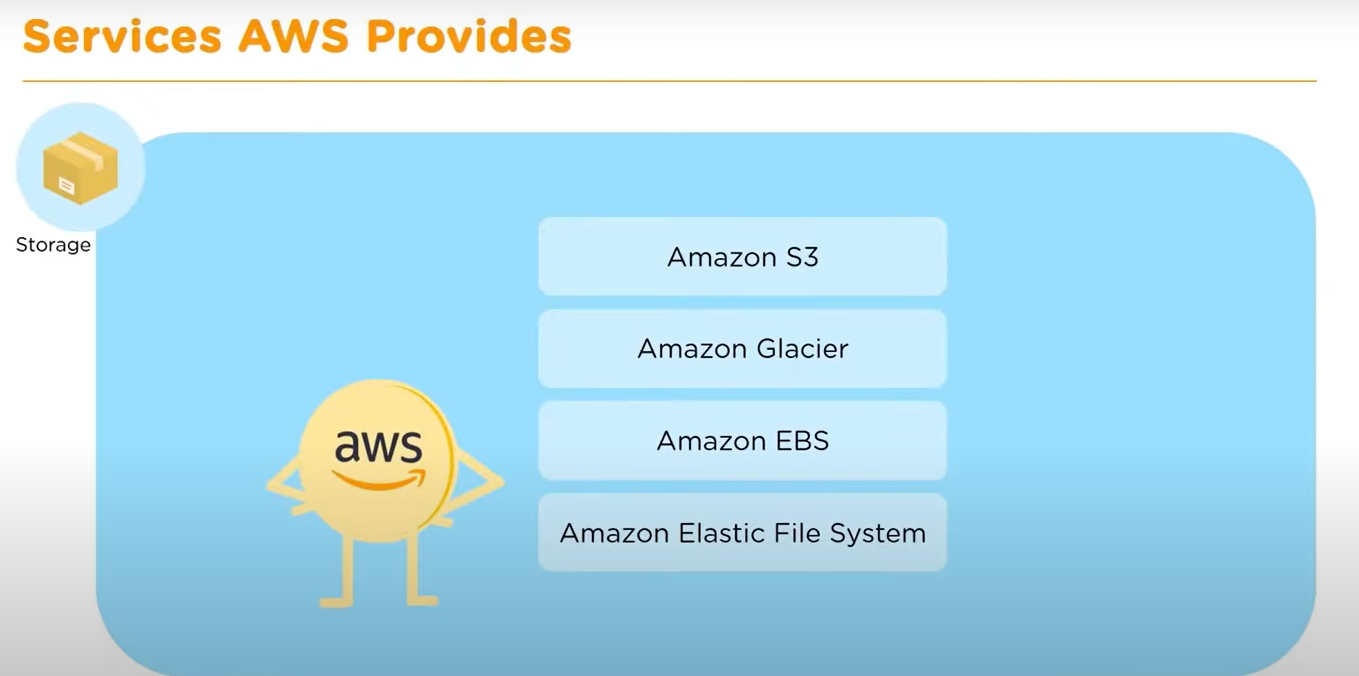 Services AWS Provides
Storage
Amazon S3
Amazon Glacier
Amazon EBS
Amazon Elastic File System
aws